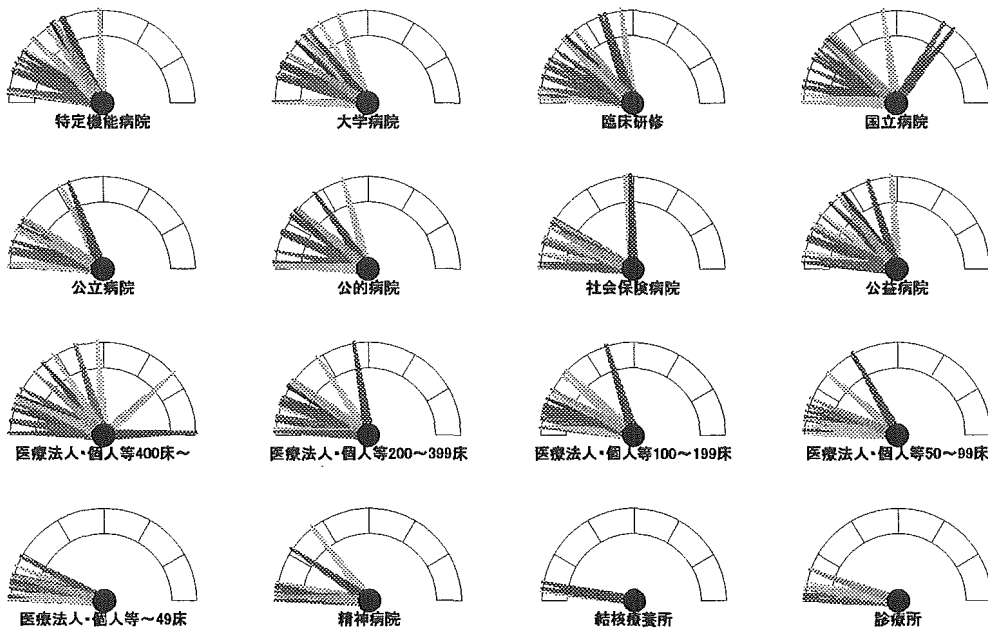 特定機能病院
大学病院
臨床研修
国立病院
公立病院
公的病院
社会保険病院
公益病院
医療法人・個人等400床～
医療法人・個人等200～399床
医療法人・個人等100～199床
医療法人・個人等50～99床
医療法人・個人等～49床
精神病院
結核療養所
診療所